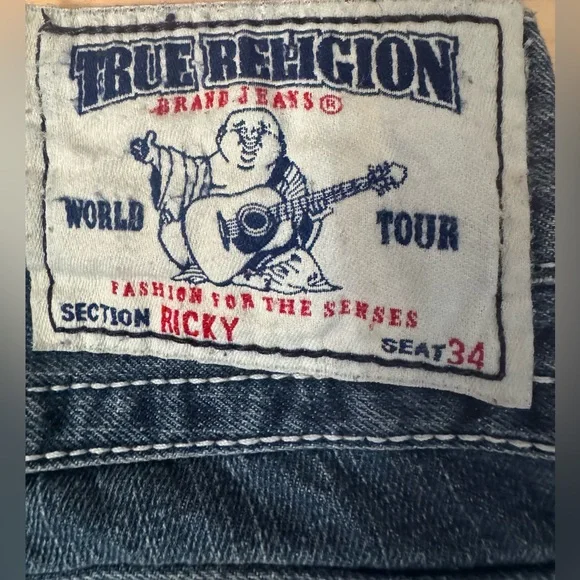 TRUE RELIGION
BRAND JEANS®
WORLD TOUR
FASHION FOR THE SENSES
SECTION RICKY SEAT 34